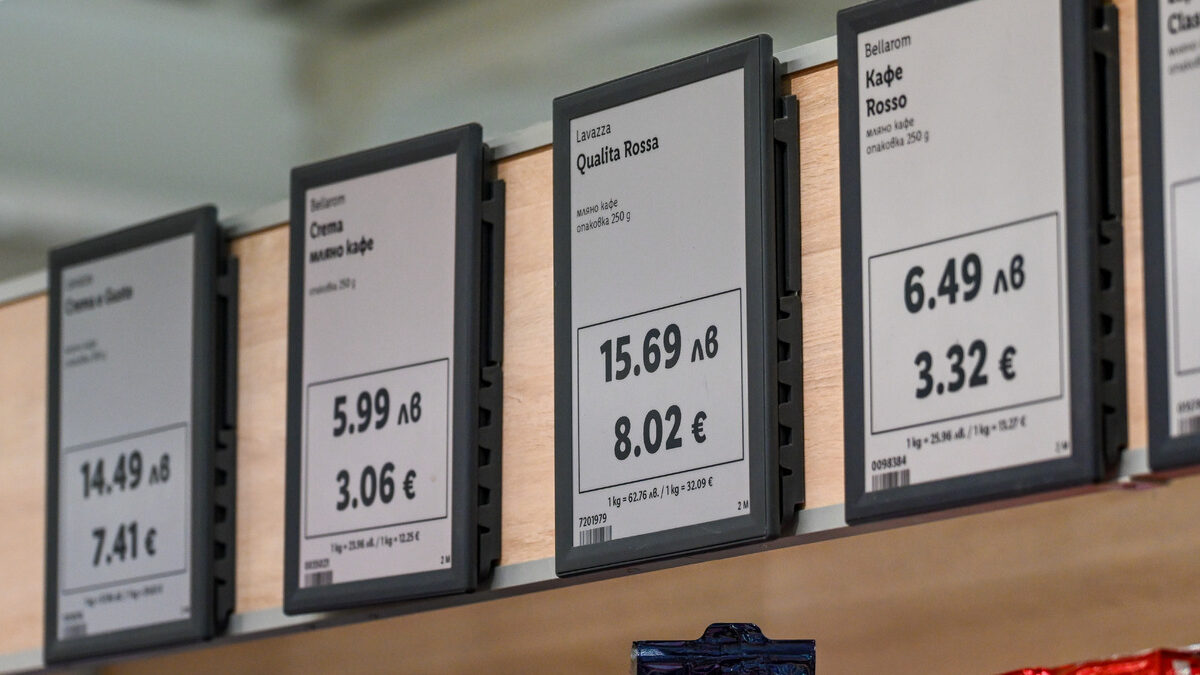 Crema e Gusto
14.49 лв
7.41 €
Bellarom
Crema
мляно кафе
опаковка 250 g
5.99 лв
3.06 €
1 kg = 23.96 лв. / 1 kg = 12.25 €
2 M
Lavazza
Qualita Rossa
мляно кафе
опаковка 250 g
15.69 лв
8.02 €
1 kg = 62.76 лв. / 1 kg = 32.09 €
7201979
2 M
Bellarom
Кафе
Rosso
мляно кафе
опаковка 250 g
6.49 лв
3.32 €
1 kg = 25.96 лв. / 1 kg = 13.27 €
0098384